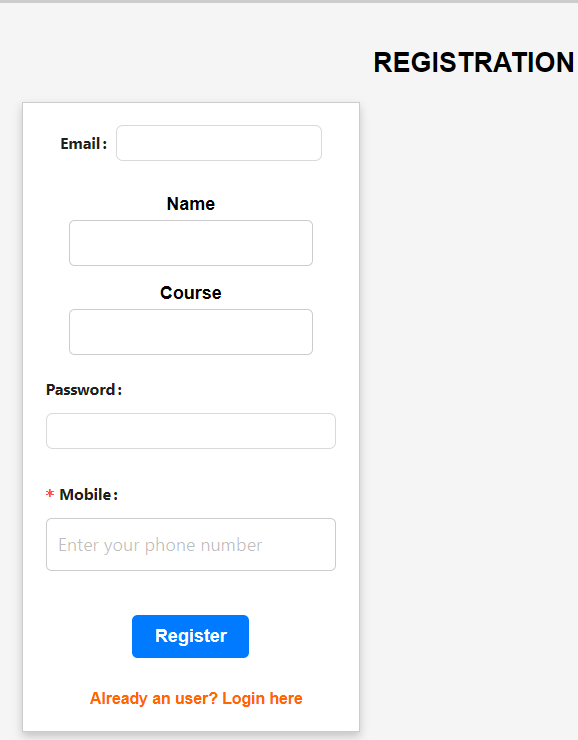 REGISTRATION
Email:
Name
Course
Password:
* Mobile:
Enter your phone number
Register
Already an user? Login here